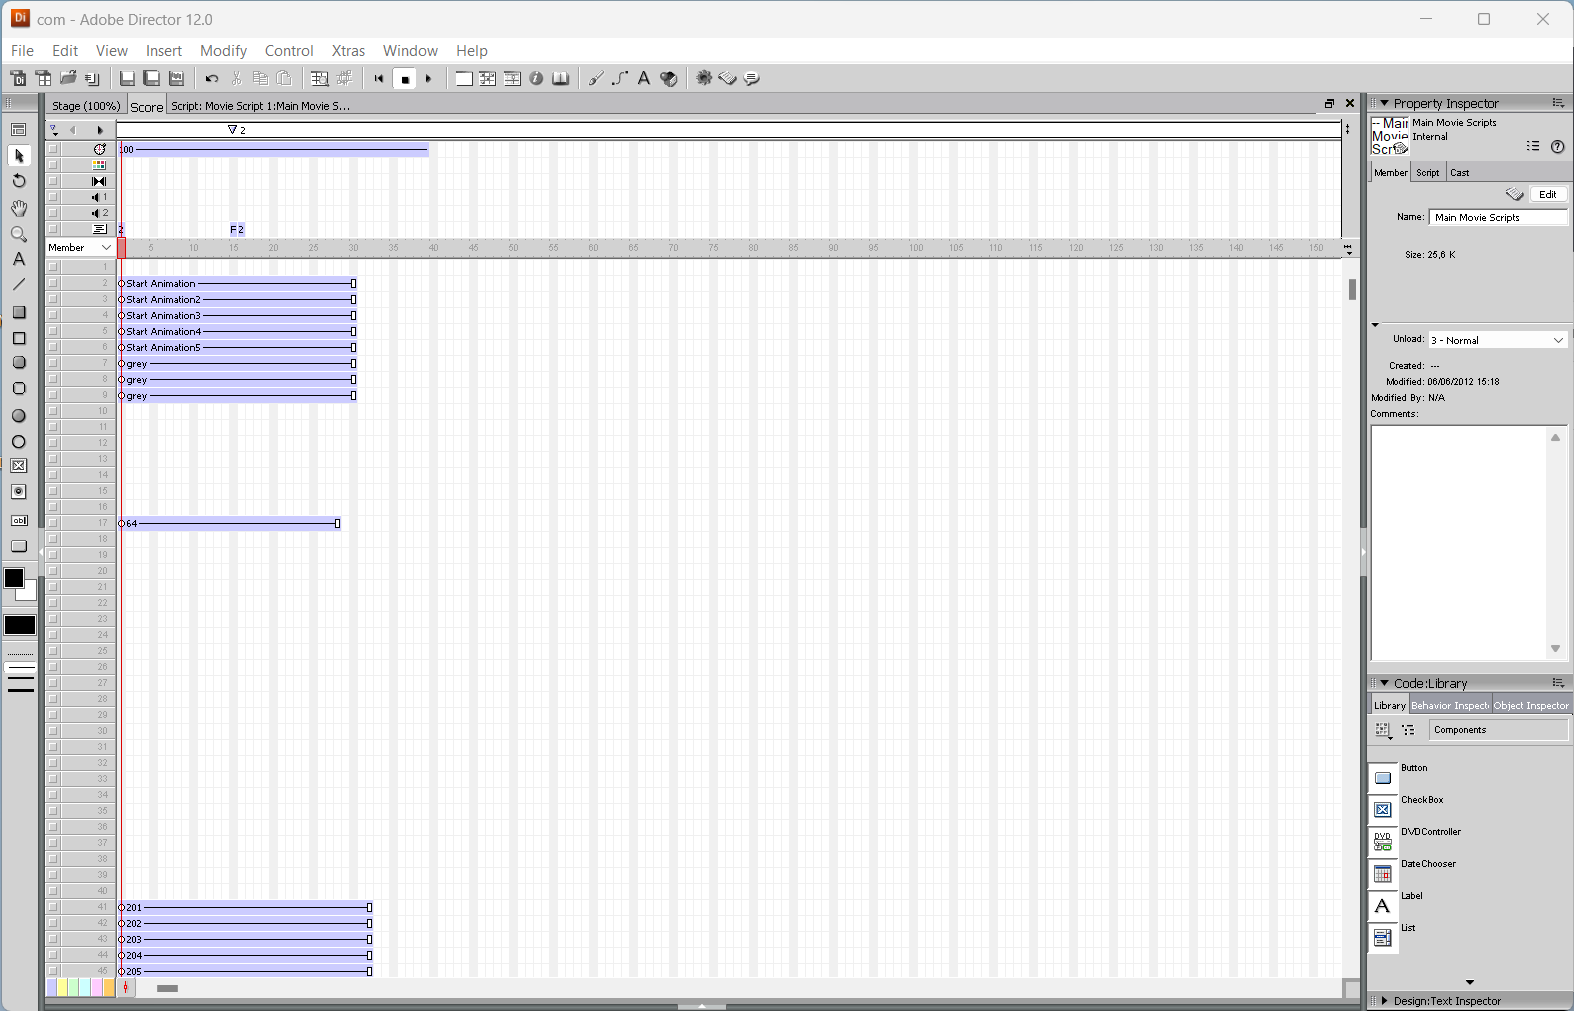 com - Adobe Director 12.0
File Edit View Insert Modify Control Xtras Window Help
Stage (100%) Score Script: Movie Script 1:Main Movie S...
2
100
1
2
2 F 2
Member 5 10 15 20 25 30 35 40 45 50 55 60 65 70 75 80 85 90 95 100 105 110 115 120 125 130 135 140 145 150
1
2 Start Animation
3 Start Animation2
4 Start Animation3
5 Start Animation4
6 Start Animation5
7 grey
8 grey
9 grey
10
11
12
13
14
15
16
17 64
18
19
20
21
22
23
24
25
26
27
28
29
30
31
32
33
34
35
36
37
38
39
40
41 201
42 202
43 203
44 204
45 205
Property Inspector
-- Mair
Movie
Scr
Main Movie Scripts
Internal
Member Script Cast
Edit
Name: Main Movie Scripts
Size: 25,6 K
Unload: 3 - Normal
Created: ---
Modified: 06/06/2012 15:18
Modified By: N/A
Comments:
Code:Library
Library Behavior Inspect Object Inspector
Components
Button
CheckBox
DVD
DVDController
DateChooser
A Label
List
Design:Text Inspector